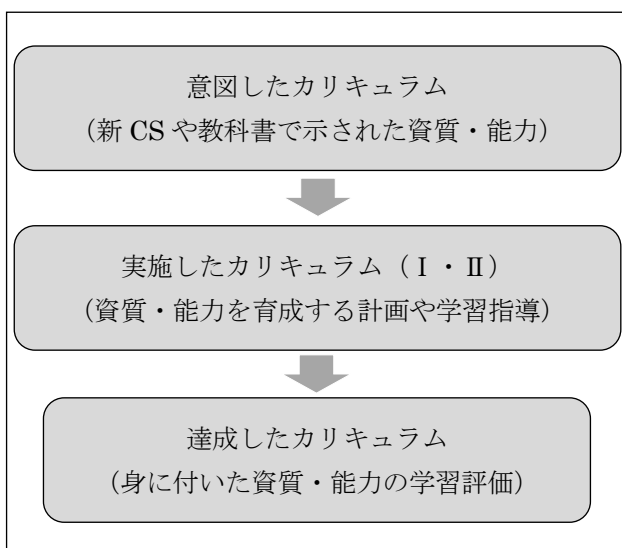 意図したカリキュラム
（新 CS や教科書で示された資質・能力）
実施したカリキュラム（Ⅰ・Ⅱ）
（資質・能力を育成する計画や学習指導）
達成したカリキュラム
（身に付いた資質・能力の学習評価）